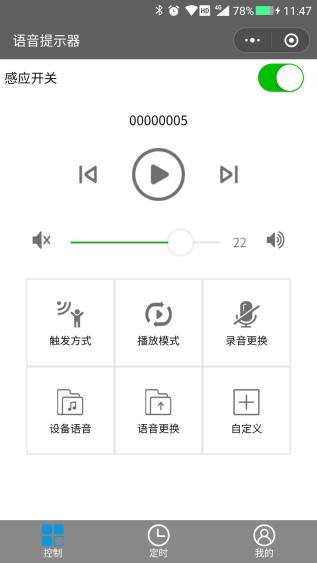 HD 4G 78% 11:47
语音提示器
感应开关
00000005
22
触发方式 播放模式 录音更换
设备语音 语音更换 自定义
控制 定时 我的